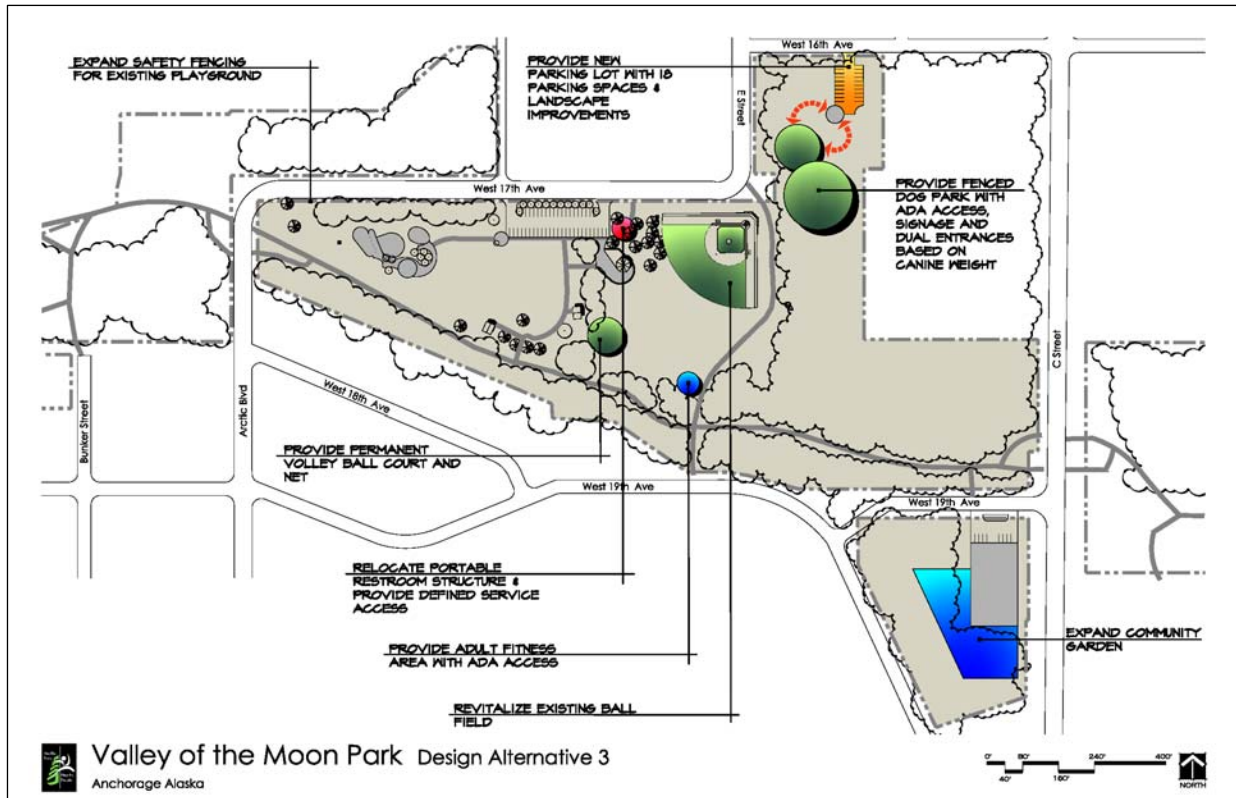 EXPAND SAFETY FENCING
FOR EXISTING PLAYGROUND
PROVIDE NEW
PARKING LOT WITH 18
PARKING SPACES &
LANDSCAPE
IMPROVEMENTS
West 16th Ave
E Street
West 17th Ave
PROVIDE FENCED
DOG PARK WITH
ADA ACCESS,
SIGNAGE AND
DUAL ENTRANCES
BASED ON
CANINE WEIGHT
C Street
Bunker Street
Arctic Blvd
West 18th Ave
PROVIDE PERMANENT
VOLLEY BALL COURT AND
NET
West 19th Ave
West 19th Ave
RELOCATE PORTABLE
RESTROOM STRUCTURE &
PROVIDE DEFINED SERVICE
ACCESS
PROVIDE ADULT FITNESS
AREA WITH ADA ACCESS
EXPAND COMMUNITY
GARDEN
REVITALIZE EXISTING BALL
FIELD
Valley of the Moon Park Design Alternative 3
Anchorage Alaska
0' 80' 240' 400'
40' 160'
NORTH